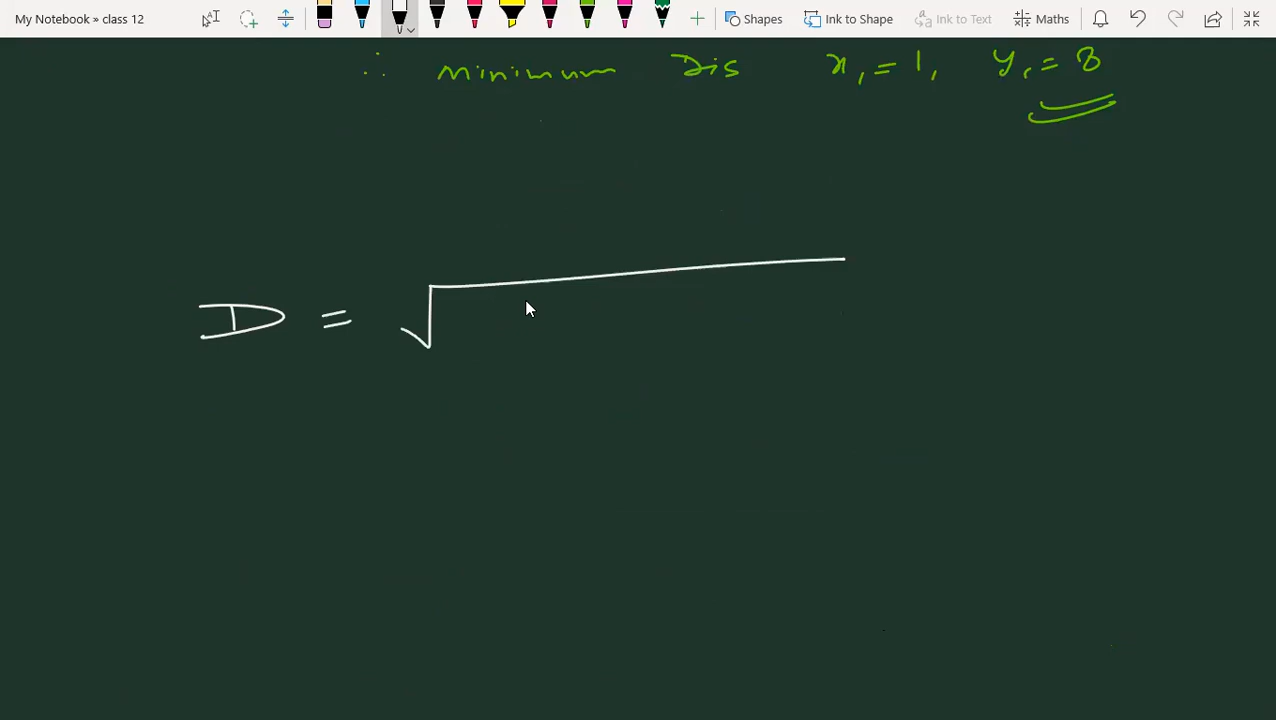 My Notebook » class 12 Shapes Ink to Shape Ink to Text Maths
∴ minimum Dis x₁ = 1, y₁ = 8
D = √